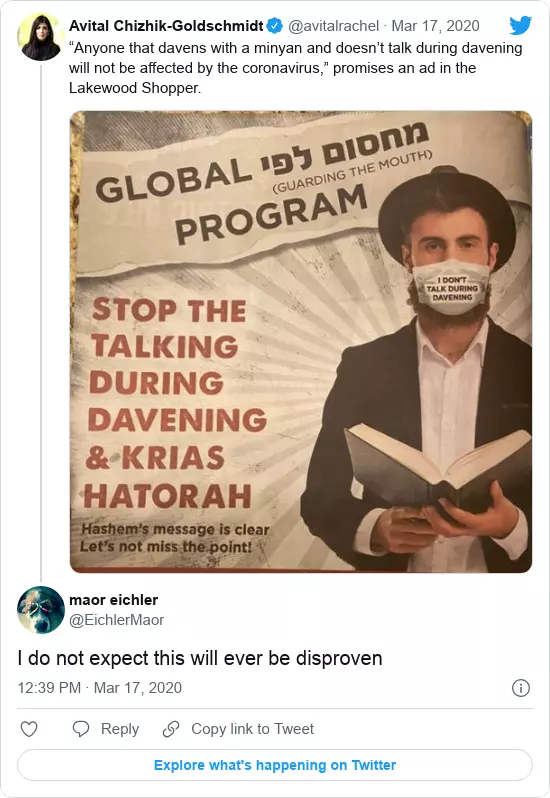 Avital Chizhik-Goldschmidt @avitalrachel · Mar 17, 2020
“Anyone that davens with a minyan and doesn’t talk during davening
will not be affected by the coronavirus,” promises an ad in the
Lakewood Shopper.
GLOBAL מחסום לפי
(GUARDING THE MOUTH)
PROGRAM
I DON'T
TALK DURING
DAVENING
STOP THE
TALKING
DURING
DAVENING
& KRIAS
HATORAH
Hashem's message is clear
Let's not miss the point!
maor eichler
@EichlerMaor
I do not expect this will ever be disproven
12:39 PM · Mar 17, 2020
Reply
Copy link to Tweet
Explore what's happening on Twitter